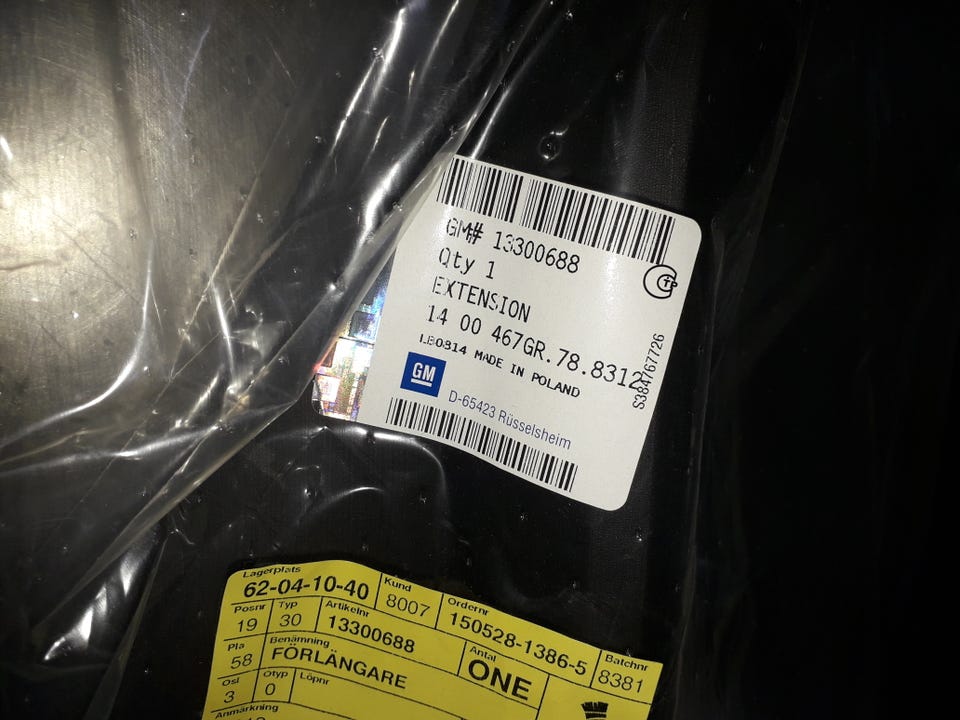 GM# 13300688
Qty 1
EXTENSION
14 00 467GR.78.8312
LB0814 MADE IN POLAND
GM
D-65423 Rüsselsheim
S384767726
Lagerplats Kund Ordernr
62-04-10-40 8007 150528-1386-5
Posnr Typ Artikelnr Batchnr
19 30 13300688 8381
Pla Benämning Antal
58 FÖRLÄNGARE ONE
Osl Otyp Löpnr
3 0
Anmärkning